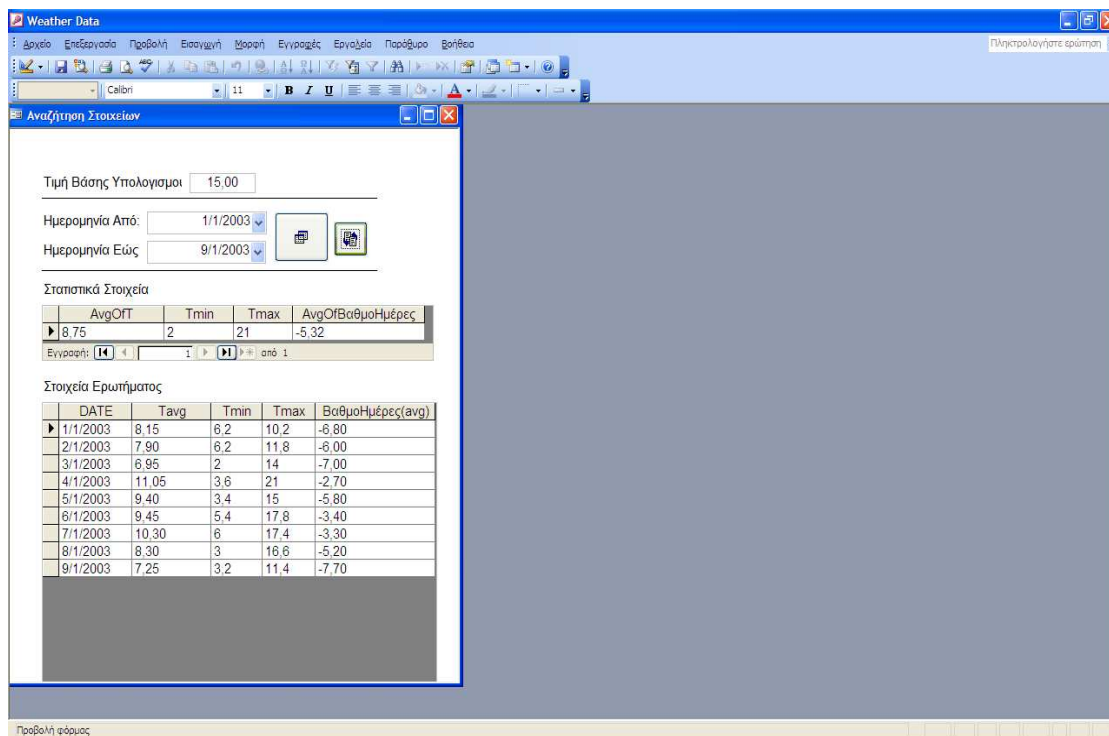 Weather Data
Αρχείο Επεξεργασία Προβολή Εισαγωγή Μορφή Εγγραφές Εργαλεία Παράθυρο Βοήθεια Πληκτρολογήστε ερώτηση
Calibri 11 B I U A
Αναζήτηση Στοιχείων
Τιμή Βάσης Υπολογισμοι 15,00
Ημερομηνία Από: 1/1/2003
Ημερομηνία Εώς 9/1/2003
Στατιστικά Στοιχεία
AvgOfT Tmin Tmax AvgOfΒαθμοΗμέρες
8,75 2 21 -5,32
Εγγραφή: 1 από 1
Στοιχεία Ερωτήματος
DATE Tavg Tmin Tmax ΒαθμοΗμέρες(avg)
1/1/2003 8,15 6,2 10,2 -6,80
2/1/2003 7,90 6,2 11,8 -6,00
3/1/2003 6,95 2 14 -7,00
4/1/2003 11,05 3,6 21 -2,70
5/1/2003 9,40 3,4 15 -5,80
6/1/2003 9,45 5,4 17,8 -3,40
7/1/2003 10,30 6 17,4 -3,30
8/1/2003 8,30 3 16,6 -5,20
9/1/2003 7,25 3,2 11,4 -7,70
Προβολή φόρμας